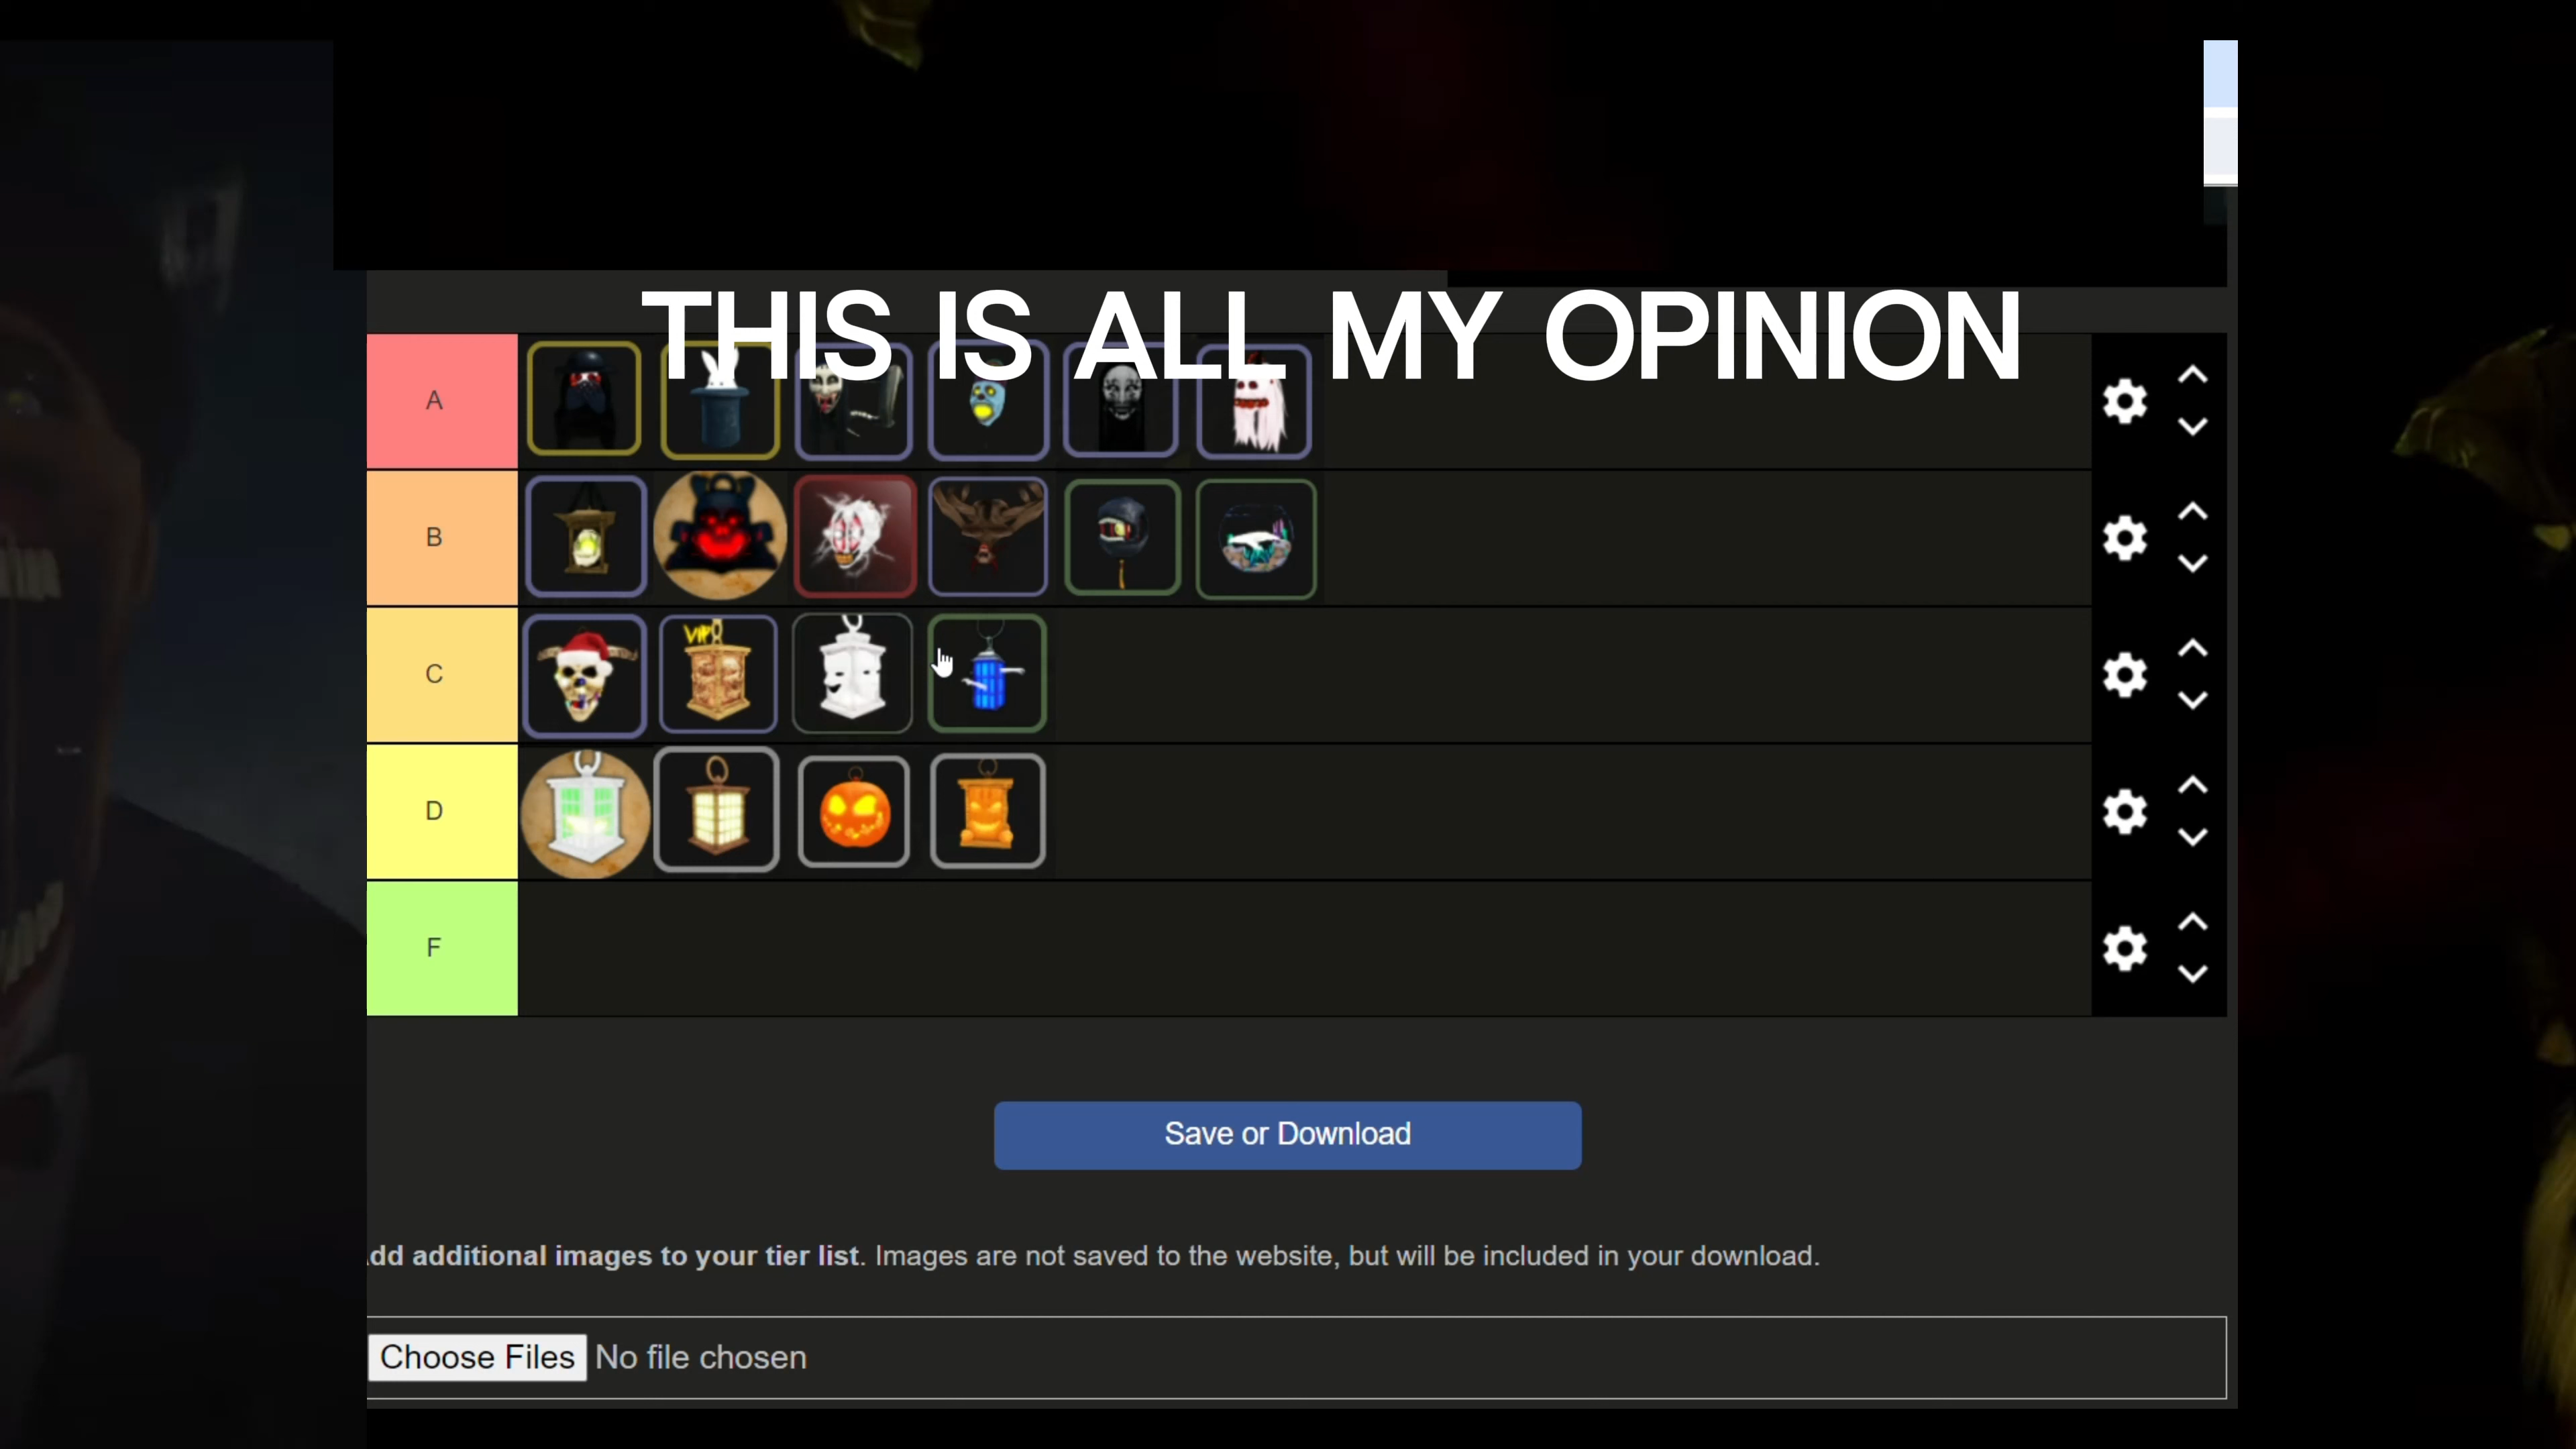 THIS IS ALL MY OPINION
A
B
C
VIP
D
F
Save or Download
dd additional images to your tier list. Images are not saved to the website, but will be included in your download.
Choose Files No file chosen